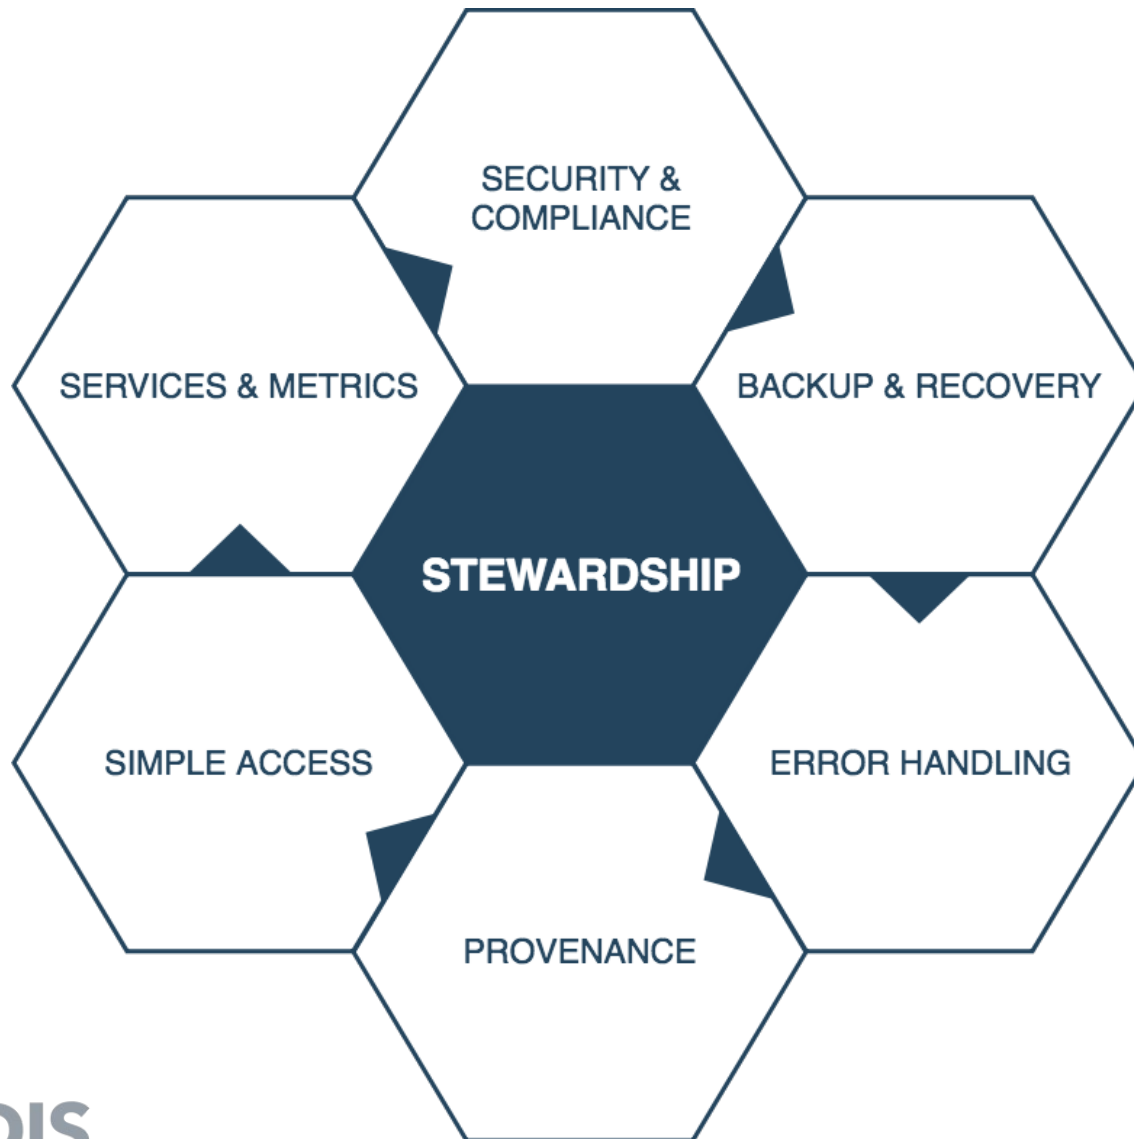 SECURITY &
COMPLIANCE
SERVICES & METRICS
BACKUP & RECOVERY
STEWARDSHIP
SIMPLE ACCESS
ERROR HANDLING
PROVENANCE